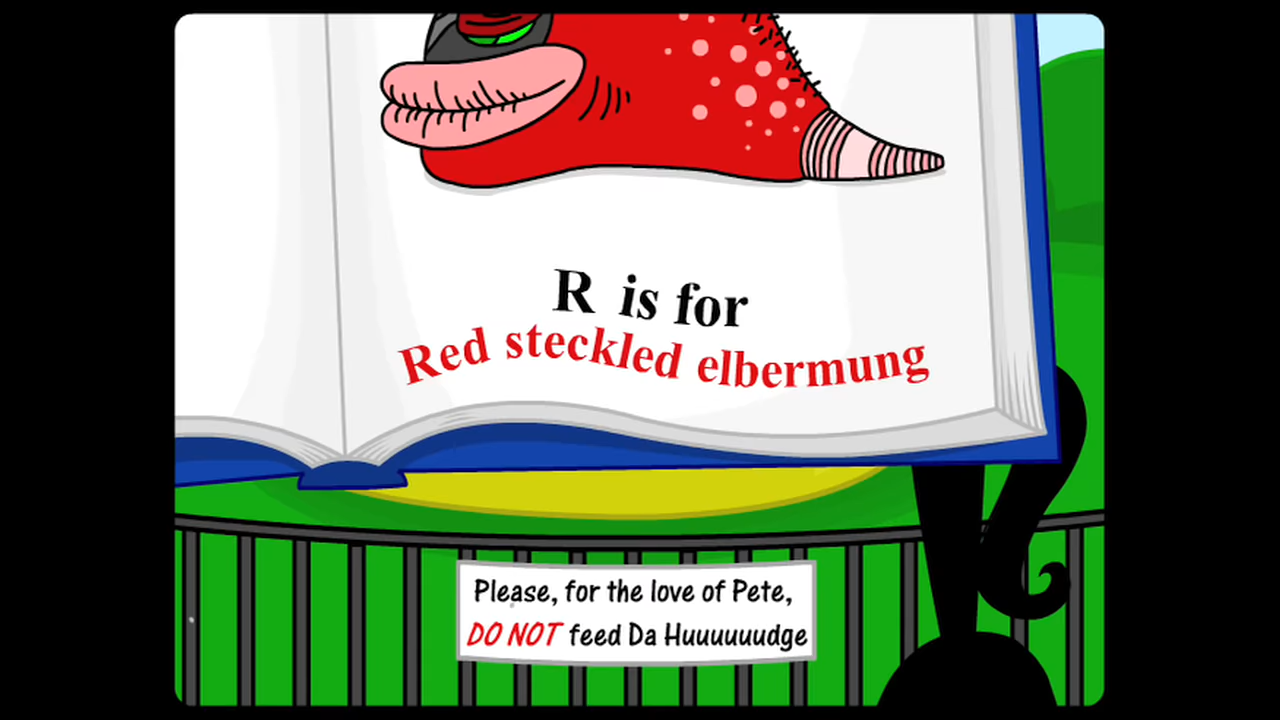 R is for
Red steckled elbermung
Please, for the love of Pete,
DO NOT feed Da Huuuuuudge